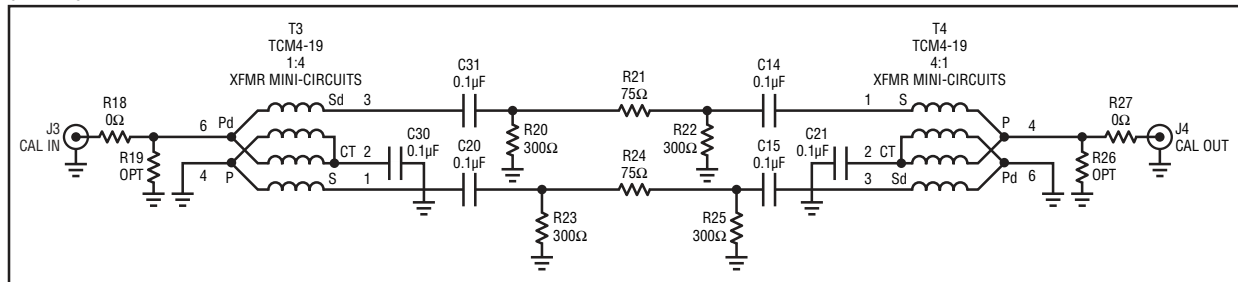 T3
TCM4-19
1:4
XFMR MINI-CIRCUITS
T4
TCM4-19
4:1
XFMR MINI-CIRCUITS
C31
0.1µF
R21
75Ω
C14
0.1µF
R18
0Ω
Sd
3
1
S
R27
0Ω
J3
CAL IN
6
Pd
P
4
J4
CAL OUT
R19
OPT
R20
300Ω
R22
300Ω
C30
0.1µF
C20
0.1µF
R24
75Ω
C15
0.1µF
C21
0.1µF
CT
2
2
CT
R26
OPT
4
P
S
1
3
Sd
Pd
6
R23
300Ω
R25
300Ω